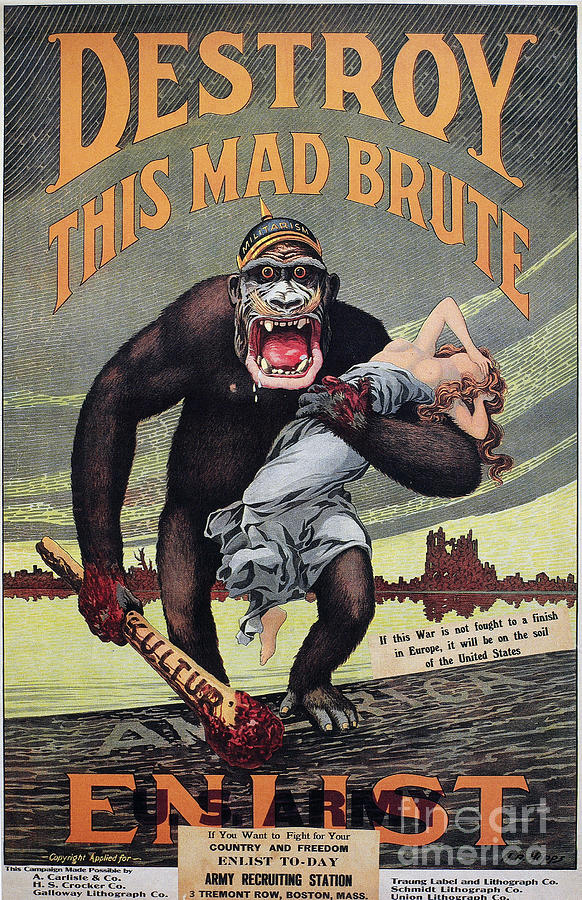 DESTROY
THIS MAD BRUTE
MILITARISM
KULTUR
If this War is not fought to a finish
in Europe, it will be on the soil
of the United States
AMERICA
ENLIST
U. S. ARMY
fine art
america
Copyright Applied for
If You Want to Fight for Your
COUNTRY AND FREEDOM
ENLIST TO-DAY
ARMY RECRUITING STATION
3 TREMONT ROW, BOSTON, MASS.
This Campaign Made Possible by
A. Carlisle & Co.
H. S. Crocker Co.
Galloway Lithograph Co.
Traung Label and Lithograph Co.
Schmidt Lithograph Co.
Union Lithograph Co.